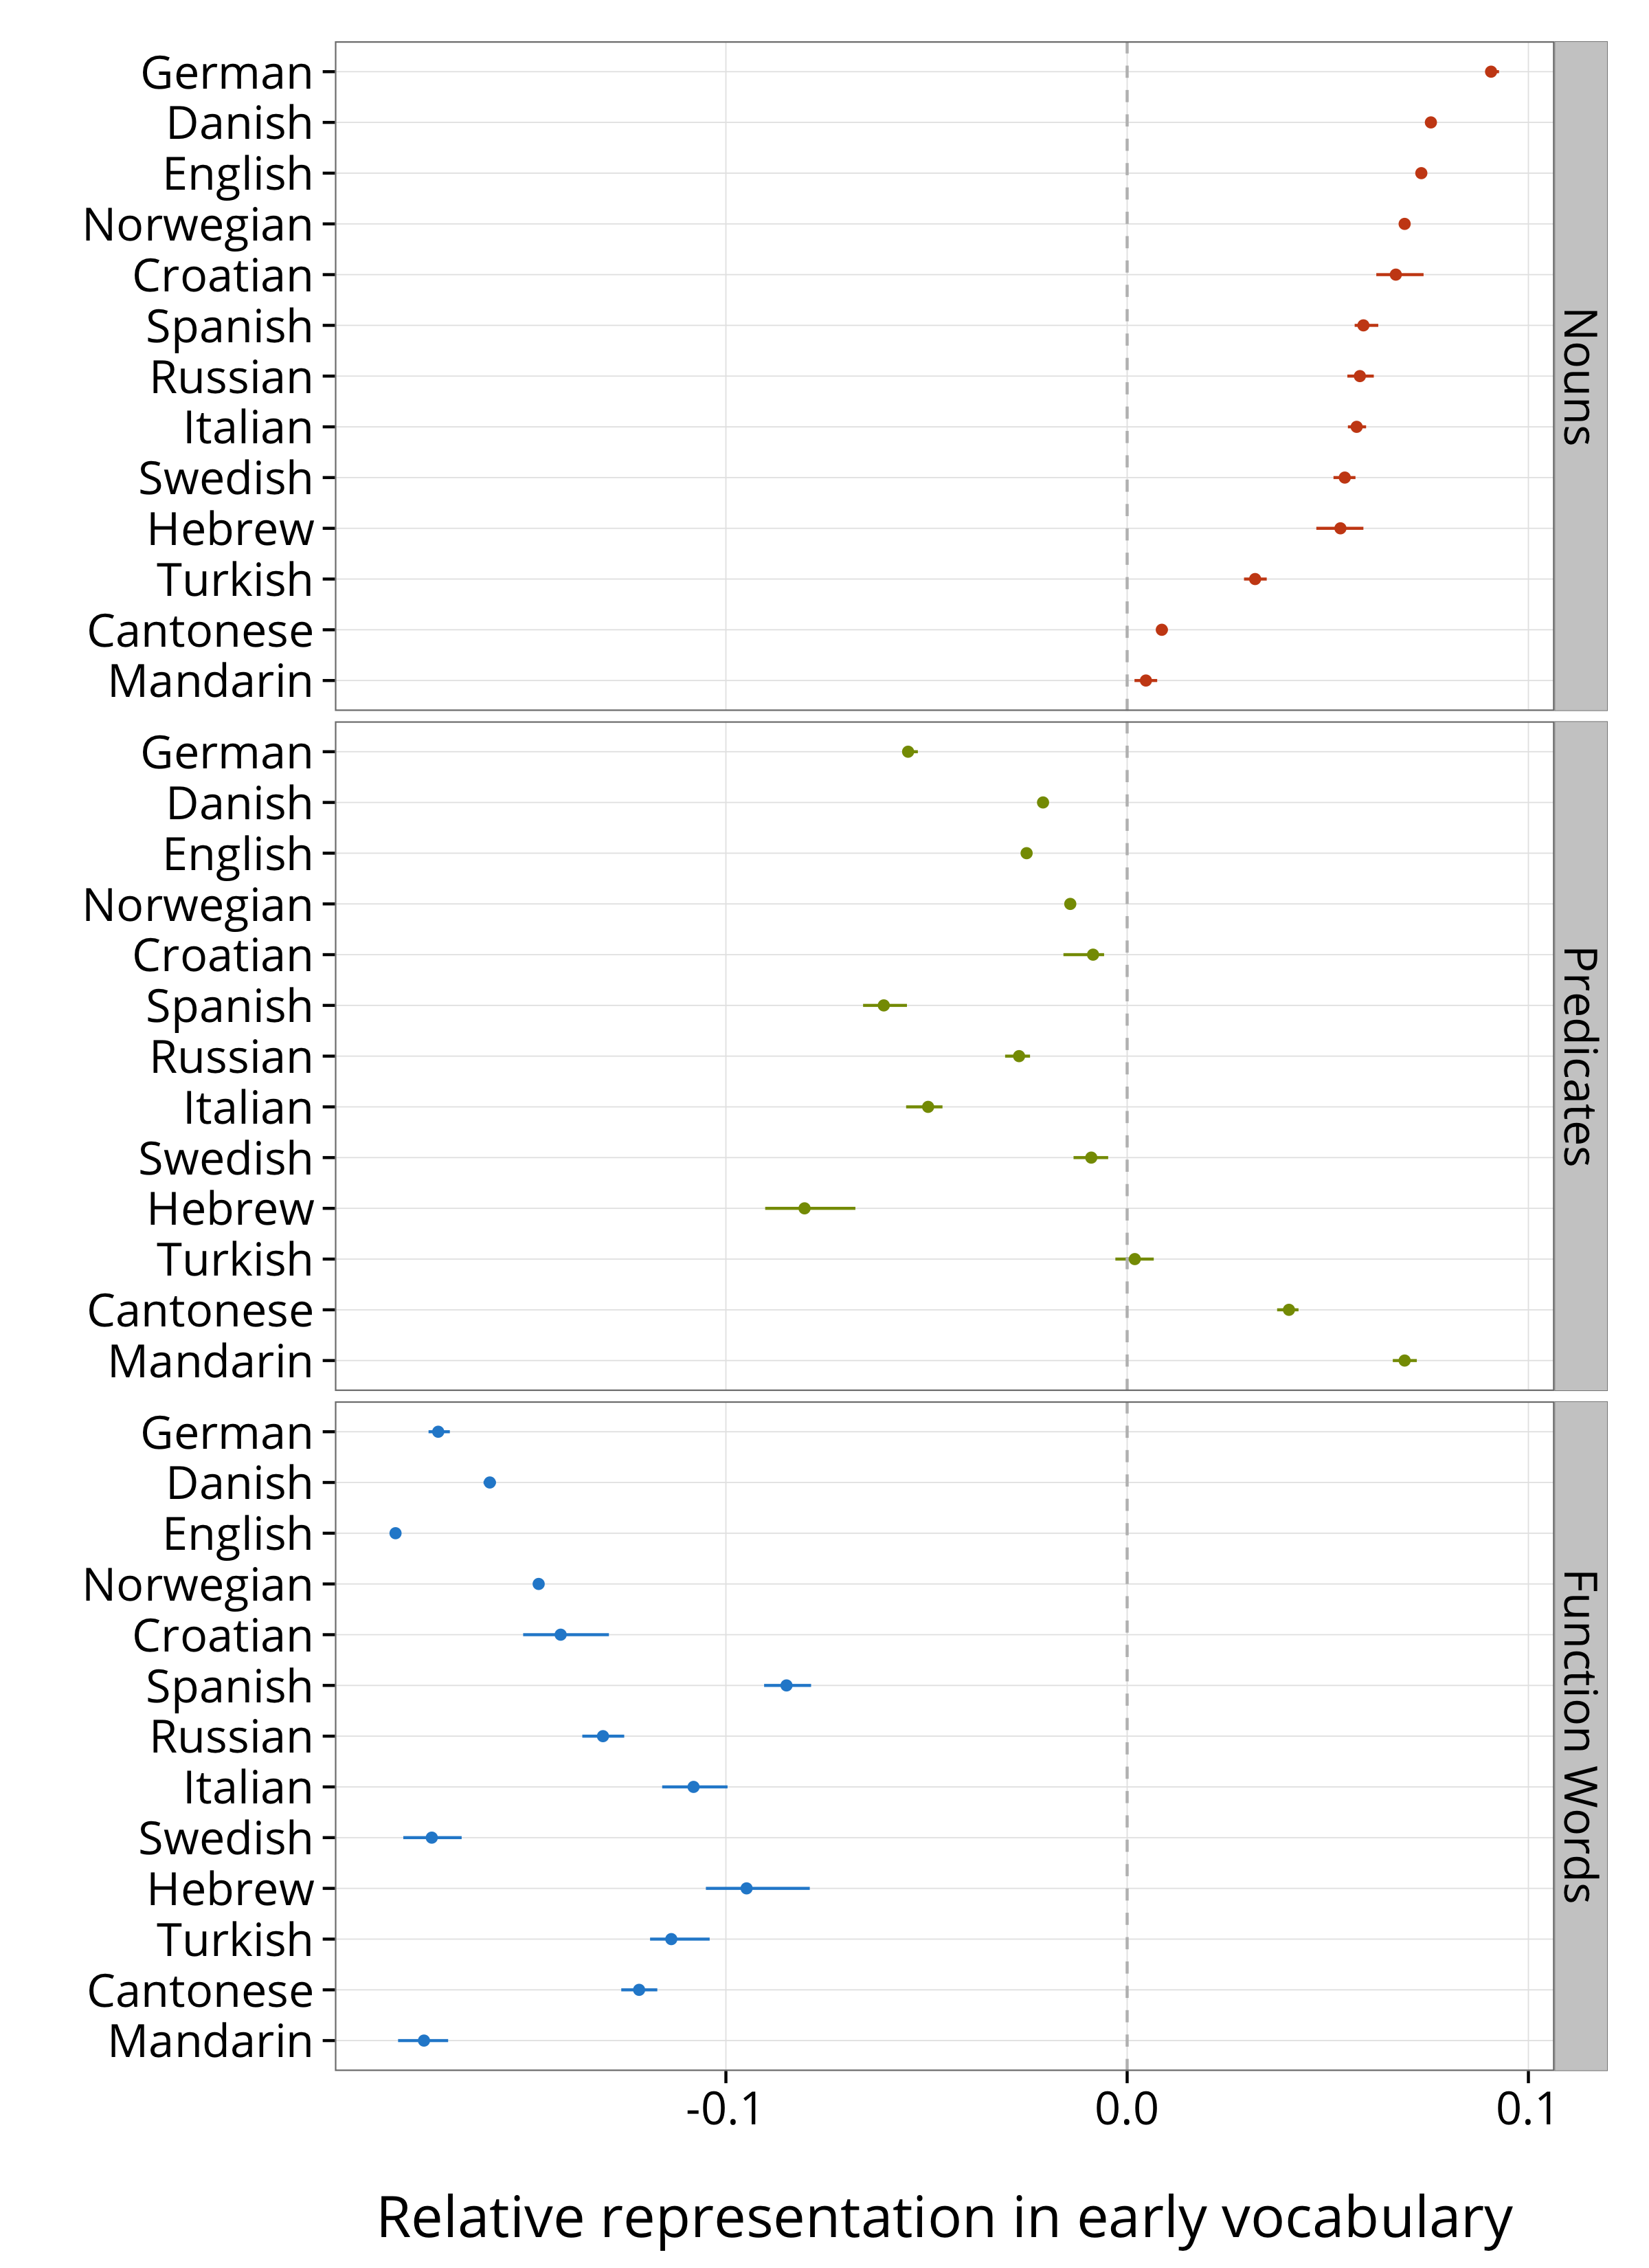 German
Danish
English
Norwegian
Croatian
Spanish
Russian
Italian
Swedish
Hebrew
Turkish
Cantonese
Mandarin
Nouns
German
Danish
English
Norwegian
Croatian
Spanish
Russian
Italian
Swedish
Hebrew
Turkish
Cantonese
Mandarin
Predicates
German
Danish
English
Norwegian
Croatian
Spanish
Russian
Italian
Swedish
Hebrew
Turkish
Cantonese
Mandarin
Function Words
-0.1 0.0 0.1
Relative representation in early vocabulary